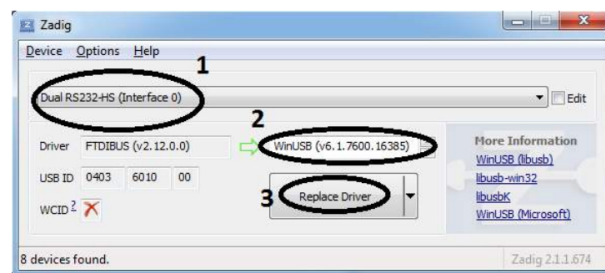 Zadig
Device Options Help
1
Dual RS232-HS (Interface 0)
Edit
2
Driver FTDIBUS (v2.12.0.0) WinUSB (v6.1.7600.16385)
More Information
WinUSB (libusb)
USB ID 0403 6010 00
libusb-win32
3 Replace Driver
libusbK
WCID ?
WinUSB (Microsoft)
8 devices found.
Zadig 2.1.1.674